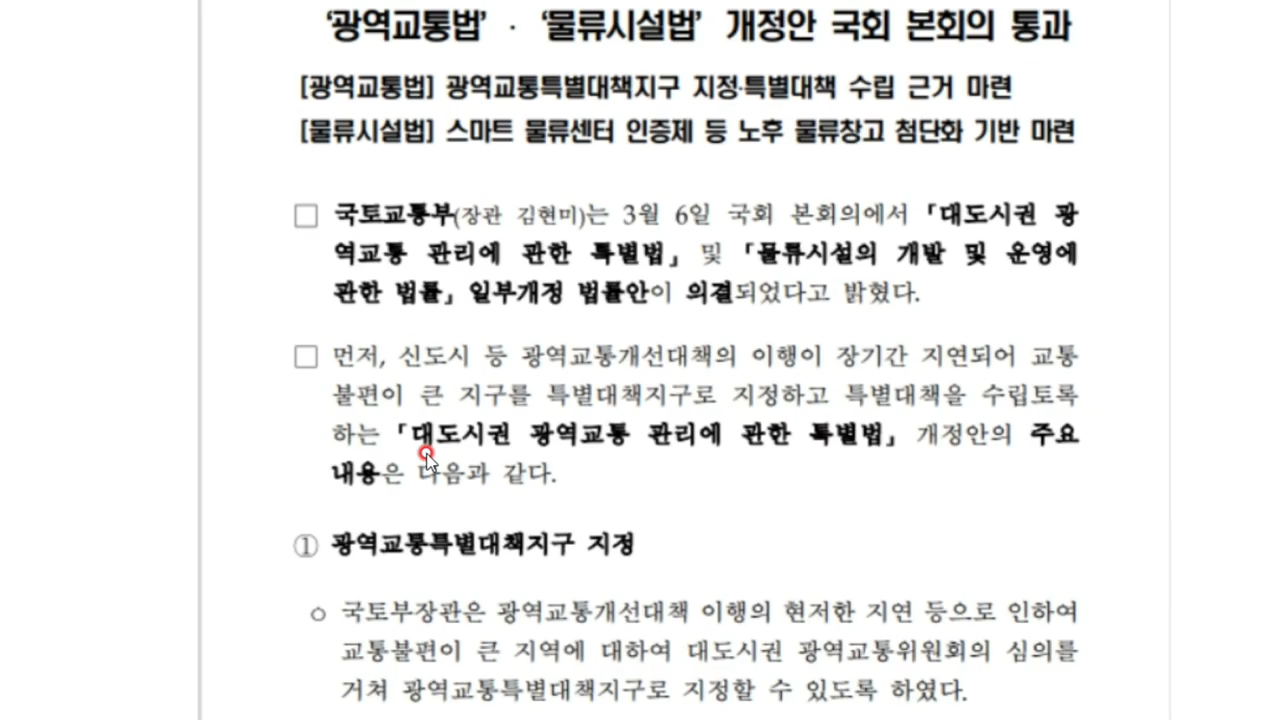 ‘광역교통법’ · ‘물류시설법’ 개정안 국회 본회의 통과
[광역교통법] 광역교통특별대책지구 지정·특별대책 수립 근거 마련
[물류시설법] 스마트 물류센터 인증제 등 노후 물류창고 첨단화 기반 마련
□ 국토교통부(장관 김현미)는 3월 6일 국회 본회의에서 「대도시권 광
역교통 관리에 관한 특별법」 및 「물류시설의 개발 및 운영에
관한 법률」 일부개정 법률안이 의결되었다고 밝혔다.
□ 먼저, 신도시 등 광역교통개선대책의 이행이 장기간 지연되어 교통
불편이 큰 지구를 특별대책지구로 지정하고 특별대책을 수립토록
하는 「대도시권 광역교통 관리에 관한 특별법」 개정안의 주요
내용은 다음과 같다.
① 광역교통특별대책지구 지정
ㅇ 국토부장관은 광역교통개선대책 이행의 현저한 지연 등으로 인하여
교통불편이 큰 지역에 대하여 대도시권 광역교통위원회의 심의를
거쳐 광역교통특별대책지구로 지정할 수 있도록 하였다.